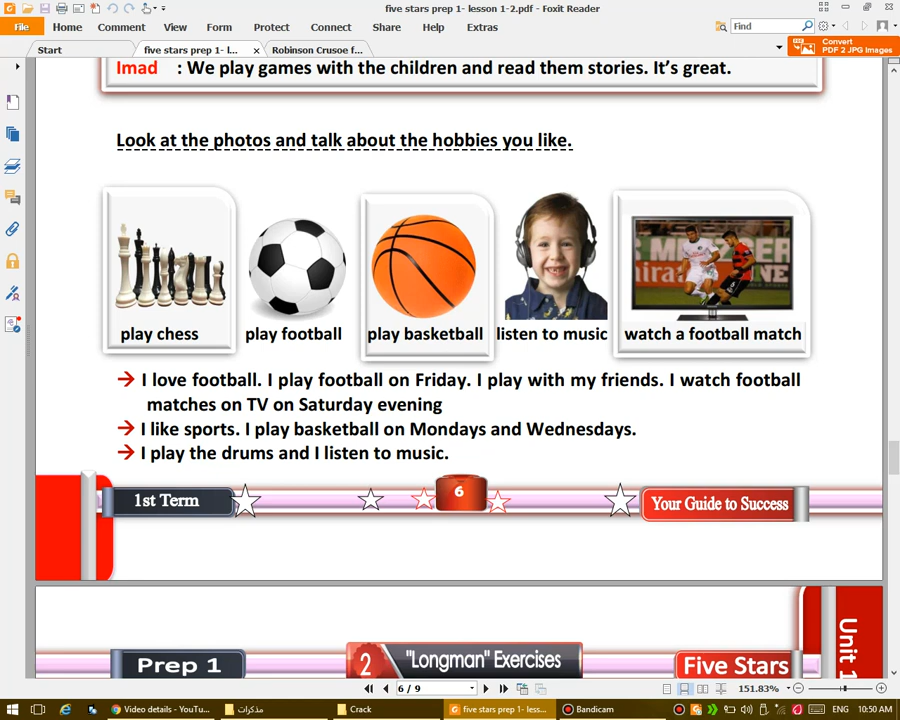 five stars prep 1- lesson 1-2.pdf - Foxit Reader
File Home Comment View Form Protect Connect Share Help Extras
Find
Start five stars prep 1- l... Robinson Crusoe f...
Convert
PDF 2 JPG Images
Imad : We play games with the children and read them stories. It's great.
Look at the photos and talk about the hobbies you like.
play chess play football play basketball listen to music watch a football match
→ I love football. I play football on Friday. I play with my friends. I watch football
matches on TV on Saturday evening
→ I like sports. I play basketball on Mondays and Wednesdays.
→ I play the drums and I listen to music.
1st Term 6 Your Guide to Success
Unit 1
Prep 1 2 "Longman" Exercises Five Stars
6 / 9 151.83%
Video details - YouTu... مذكرات Crack five stars prep 1- less... Bandicam ENG 10:50 AM